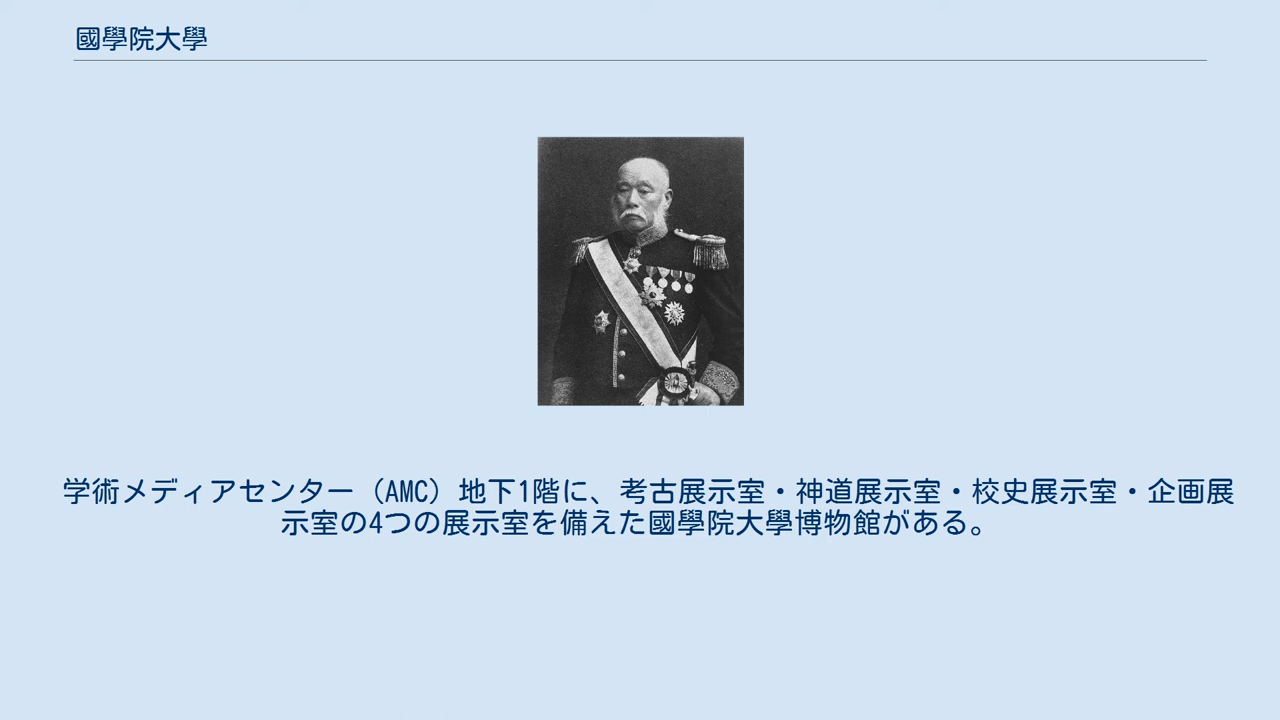 國學院大學
学術メディアセンター（AMC）地下1階に、考古展示室・神道展示室・校史展示室・企画展
示室の4つの展示室を備えた國學院大學博物館がある。